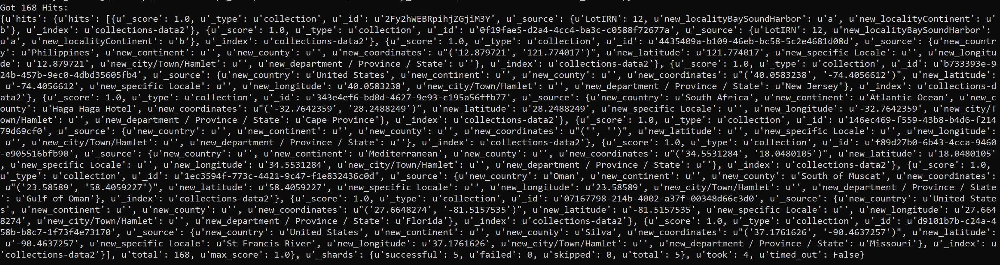 Got 168 Hits:
{u'hits': {u'hits': [{u'_score': 1.0, u'_type': u'collection', u'_id': u'2Fy2hWEBRpihjZGjiM3Y', u'_source': {u'LotIRN': 12, u'new_localityBaySoundHarbor': u'a', u'new_localityContinent': u'
b'}, u'_index': u'collections-data2'}, {u'_score': 1.0, u'_type': u'collection', u'_id': u'0f19fae5-d2a4-4cc4-ba3c-c0588f72677a', u'_source': {u'LotIRN': 12, u'new_localityBaySoundHarbor':
u'a', u'new_localityContinent': u'b'}, u'_index': u'collections-data2'}, {u'_score': 1.0, u'_type': u'collection', u'_id': u'4435409a-b109-46eb-bc58-5c2e4681d08d', u'_source': {u'new_countr
y': u'Philippines', u'new_continent': u'', u'new_county': u'', u'new_coordinates': u"('12.879721', '121.774017')", u'new_latitude': u'121.774017', u'new_specific Locale': u'', u'new_longitu
de': u'12.879721', u'new_city/Town/Hamlet': u'', u'new_department / Province / State': u''}, u'_index': u'collections-data2'}, {u'_score': 1.0, u'_type': u'collection', u'_id': u'b733393e-9
24b-457b-9ec0-4dbd35605fb4', u'_source': {u'new_country': u'United States', u'new_continent': u'', u'new_county': u'', u'new_coordinates': u"('40.0583238', '-74.4056612')", u'new_latitude':
 u'-74.4056612', u'new_specific Locale': u'', u'new_longitude': u'40.0583238', u'new_city/Town/Hamlet': u'', u'new_department / Province / State': u'New Jersey'}, u'_index': u'collections-d
ata2'}, {u'_score': 1.0, u'_type': u'collection', u'_id': u'343e4ef6-bd0d-4627-9e93-c195a56ffb77', u'_source': {u'new_country': u'South Africa', u'new_continent': u'Atlantic Ocean', u'new_c
ounty': u'Haga Haga Hotel', u'new_coordinates': u"('-32.7642359', '28.2488249')", u'new_latitude': u'28.2488249', u'new_specific Locale': u'', u'new_longitude': u'-32.7642359', u'new_city/T
own/Hamlet': u'', u'new_department / Province / State': u'Cape Province'}, u'_index': u'collections-data2'}, {u'_score': 1.0, u'_type': u'collection', u'_id': u'146ec469-f559-43b8-b4d6-f214
79d69cf0', u'_source': {u'new_country': u'', u'new_continent': u'', u'new_county': u'', u'new_coordinates': u"('', '')", u'new_latitude': u'', u'new_specific Locale': u'', u'new_longitude':
 u'', u'new_city/Town/Hamlet': u'', u'new_department / Province / State': u''}, u'_index': u'collections-data2'}, {u'_score': 1.0, u'_type': u'collection', u'_id': u'f89d27b0-6b43-4cca-9460
-e905516bfb90', u'_source': {u'new_country': u'', u'new_continent': u'Mediterranean', u'new_county': u'', u'new_coordinates': u"('34.5531284', '18.0480105')", u'new_latitude': u'18.0480105'
, u'new_specific Locale': u'', u'new_longitude': u'34.5531284', u'new_city/Town/Hamlet': u'', u'new_department / Province / State': u''}, u'_index': u'collections-data2'}, {u'_score': 1.0,
u'_type': u'collection', u'_id': u'1ec3594f-773c-4421-9c47-f1e832436c0d', u'_source': {u'new_country': u'Oman', u'new_continent': u'', u'new_county': u'South of Muscat', u'new_coordinates':
 u"('23.58589', '58.4059227')", u'new_latitude': u'58.4059227', u'new_specific Locale': u'', u'new_longitude': u'23.58589', u'new_city/Town/Hamlet': u'', u'new_department / Province / State
': u'Gulf of Oman'}, u'_index': u'collections-data2'}, {u'_score': 1.0, u'_type': u'collection', u'_id': u'07167798-214b-4002-a37f-00348d66c3d0', u'_source': {u'new_country': u'United State
s', u'new_continent': u'', u'new_county': u'', u'new_coordinates': u"('27.6648274', '-81.5157535')", u'new_latitude': u'-81.5157535', u'new_specific Locale': u'', u'new_longitude': u'27.664
8274', u'new_city/Town/Hamlet': u'', u'new_department / Province / State': u'Florida'}, u'_index': u'collections-data2'}, {u'_score': 1.0, u'_type': u'collection', u'_id': u'd9101b7b-c24a-4
58b-b8c7-1f73f4e73170', u'_source': {u'new_country': u'United States', u'new_continent': u'', u'new_county': u'Silva', u'new_coordinates': u"('37.1761626', '-90.4637257')", u'new_latitude':
 u'-90.4637257', u'new_specific Locale': u'St Francis River', u'new_longitude': u'37.1761626', u'new_city/Town/Hamlet': u'', u'new_department / Province / State': u'Missouri'}, u'_index': u
'collections-data2'}], u'total': 168, u'max_score': 1.0}, u'_shards': {u'successful': 5, u'failed': 0, u'skipped': 0, u'total': 5}, u'took': 4, u'timed_out': False}